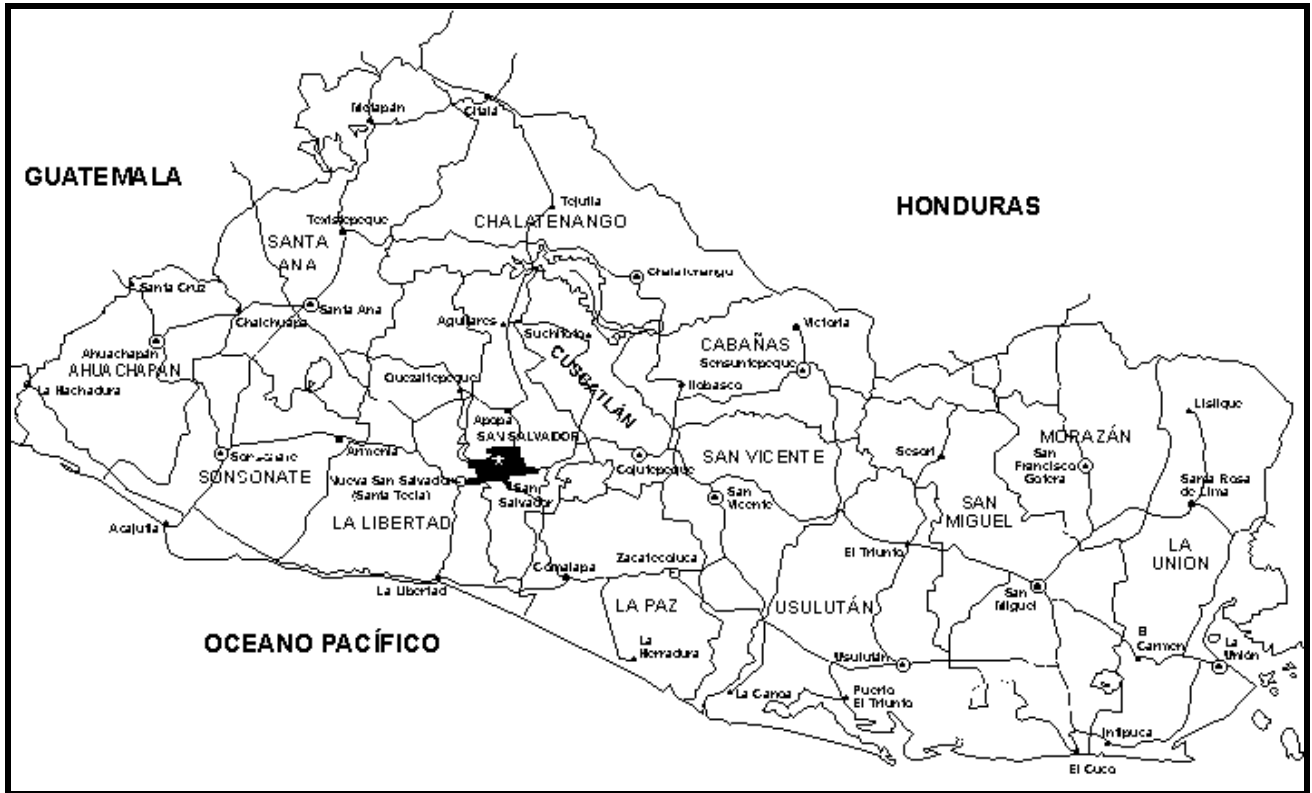 Metapán
Citalá
GUATEMALA
HONDURAS
Tejutla
Texistepeque
CHALATENANGO
SANTA
ANA
Chalatenango
Santa Cruz
Santa Ana
Chalchuapa
Aguilares
Suchitoto
Victoria
CABAÑAS
Sensuntepeque
Ahuachapán
AHUACHAPÁN
CUSCATLÁN
La Hachadura
Quezaltepeque
Ilobasco
Lislique
Apopa
SAN SALVADOR
MORAZÁN
Sonsonate
Armenia
SONSONATE
Cojutepeque
SAN VICENTE
Sesori
San
Francisco
Gotera
Nueva San Salvador
(Santa Tecla)
San
Salvador
San
Vicente
SAN
MIGUEL
Santa Rosa
de Lima
LA LIBERTAD
Acajutla
El Triunfo
LA
UNION
Comalapa
Zacatecoluca
La Libertad
LA PAZ
USULUTÁN
San
Miguel
OCEANO PACÍFICO
La
Herradura
Usulután
El
Carmen
La
Unión
La Canoa
Puerto
El Triunfo
Intipuca
El Cuco